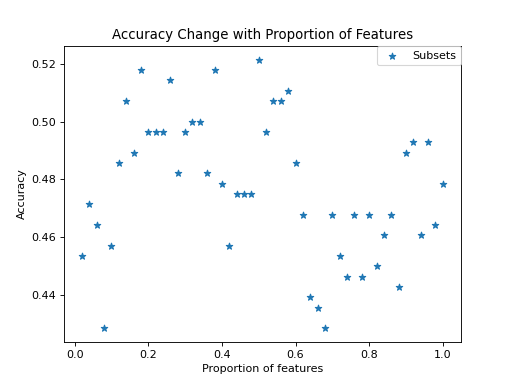 Accuracy Change with Proportion of Features
Subsets
Accuracy
0.52
0.50
0.48
0.46
0.44
0.0 0.2 0.4 0.6 0.8 1.0
Proportion of features